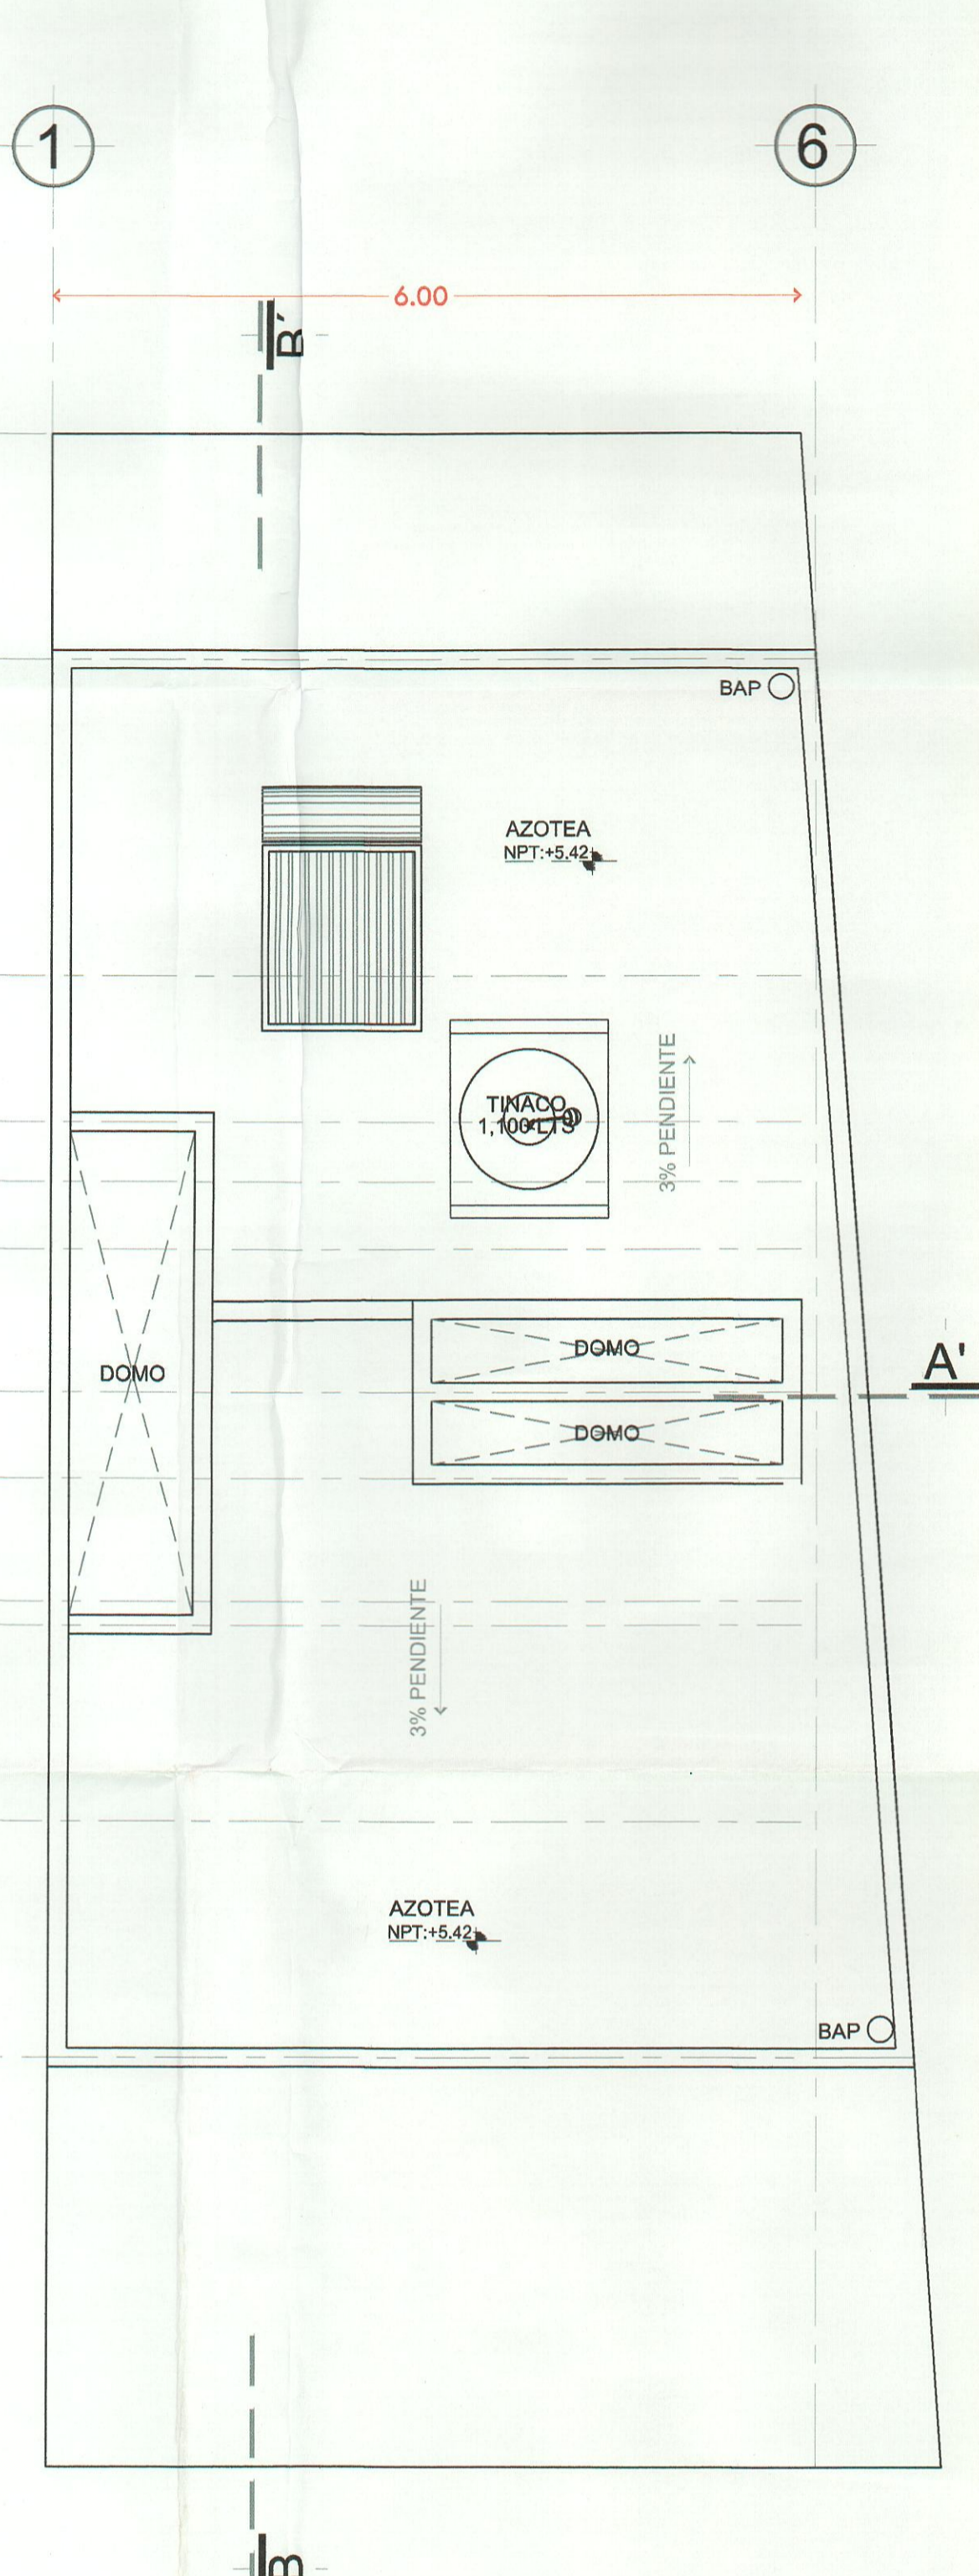 1
6
6.00
B'
BAP
AZOTEA
NPT:+5.42
TINACO
1,100 LTS
3% PENDIENTE
DOMO
DOMO
A'
DOMO
3% PENDIENTE
AZOTEA
NPT:+5.42
BAP
B